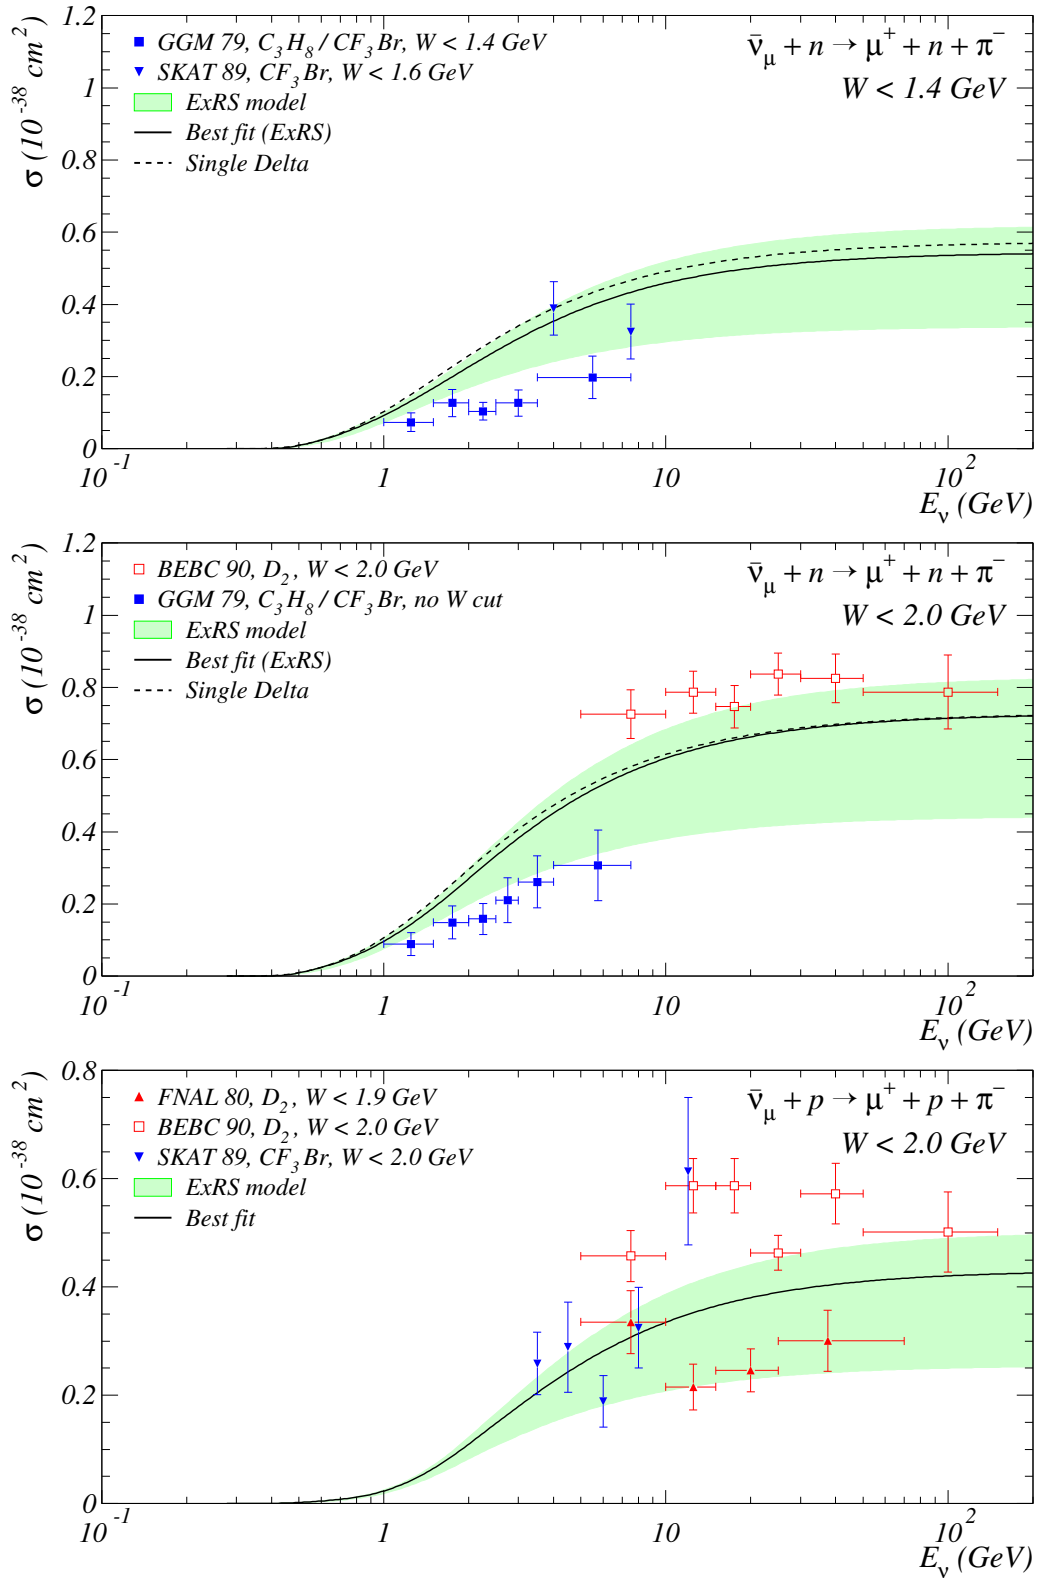 σ (10⁻³⁸ cm²)
1.2
1
0.8
0.6
0.4
0.2
0
GGM 79, C₃H₈ / CF₃Br, W < 1.4 GeV
SKAT 89, CF₃Br, W < 1.6 GeV
ExRS model
Best fit (ExRS)
Single Delta
ν̄_μ + n → μ⁺ + n + π⁻
W < 1.4 GeV
10⁻¹ 1 10 10²
E_ν (GeV)
σ (10⁻³⁸ cm²)
1.2
1
0.8
0.6
0.4
0.2
0
BEBC 90, D₂, W < 2.0 GeV
GGM 79, C₃H₈ / CF₃Br, no W cut
ExRS model
Best fit (ExRS)
Single Delta
ν̄_μ + n → μ⁺ + n + π⁻
W < 2.0 GeV
10⁻¹ 1 10 10²
E_ν (GeV)
σ (10⁻³⁸ cm²)
0.8
0.6
0.4
0.2
0
FNAL 80, D₂, W < 1.9 GeV
BEBC 90, D₂, W < 2.0 GeV
SKAT 89, CF₃Br, W < 2.0 GeV
ExRS model
Best fit
ν̄_μ + p → μ⁺ + p + π⁻
W < 2.0 GeV
10⁻¹ 1 10 10²
E_ν (GeV)